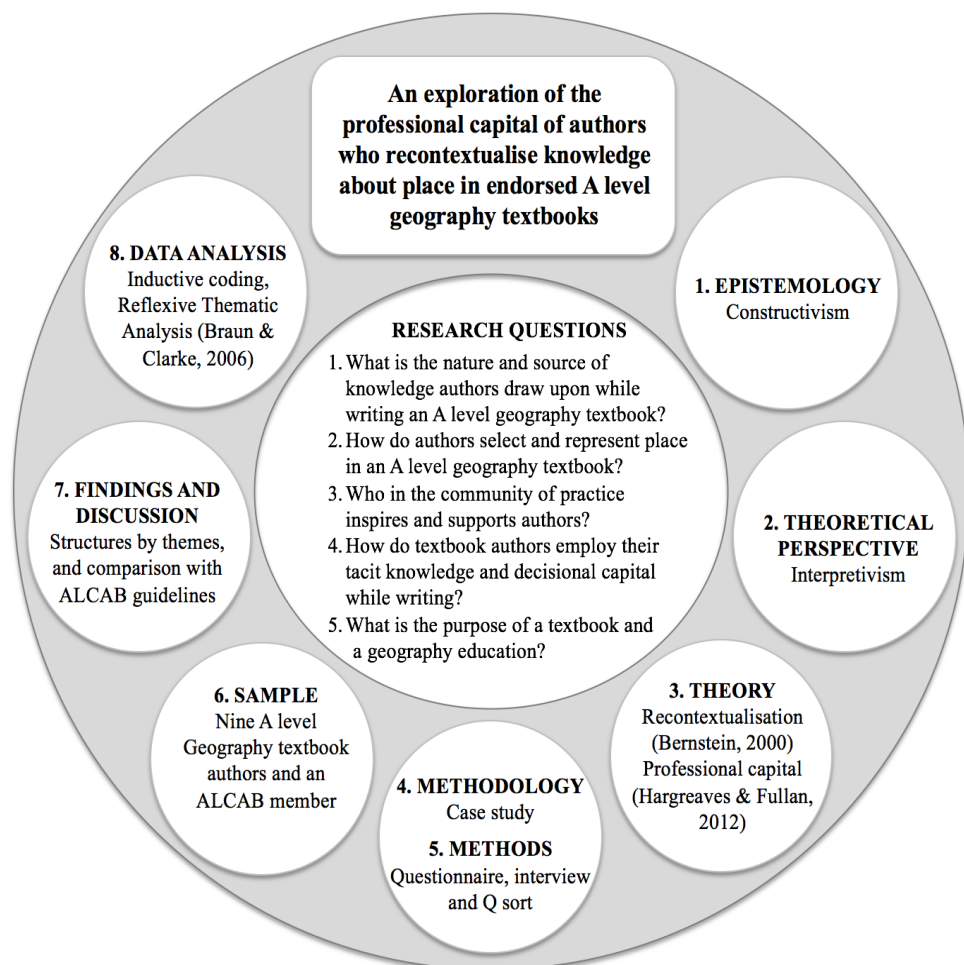 An exploration of the
professional capital of authors
who recontextualise knowledge
about place in endorsed A level
geography textbooks
RESEARCH QUESTIONS
1. What is the nature and source of
knowledge authors draw upon while
writing an A level geography textbook?
2. How do authors select and represent place
in an A level geography textbook?
3. Who in the community of practice
inspires and supports authors?
4. How do textbook authors employ their
tacit knowledge and decisional capital
while writing?
5. What is the purpose of a textbook and
a geography education?
1. EPISTEMOLOGY
Constructivism
2. THEORETICAL
PERSPECTIVE
Interpretivism
3. THEORY
Recontextualisation
(Bernstein, 2000)
Professional capital
(Hargreaves & Fullan,
2012)
4. METHODOLOGY
Case study
5. METHODS
Questionnaire, interview
and Q sort
6. SAMPLE
Nine A level
Geography textbook
authors and an
ALCAB member
7. FINDINGS AND
DISCUSSION
Structures by themes,
and comparison with
ALCAB guidelines
8. DATA ANALYSIS
Inductive coding,
Reflexive Thematic
Analysis (Braun &
Clarke, 2006)